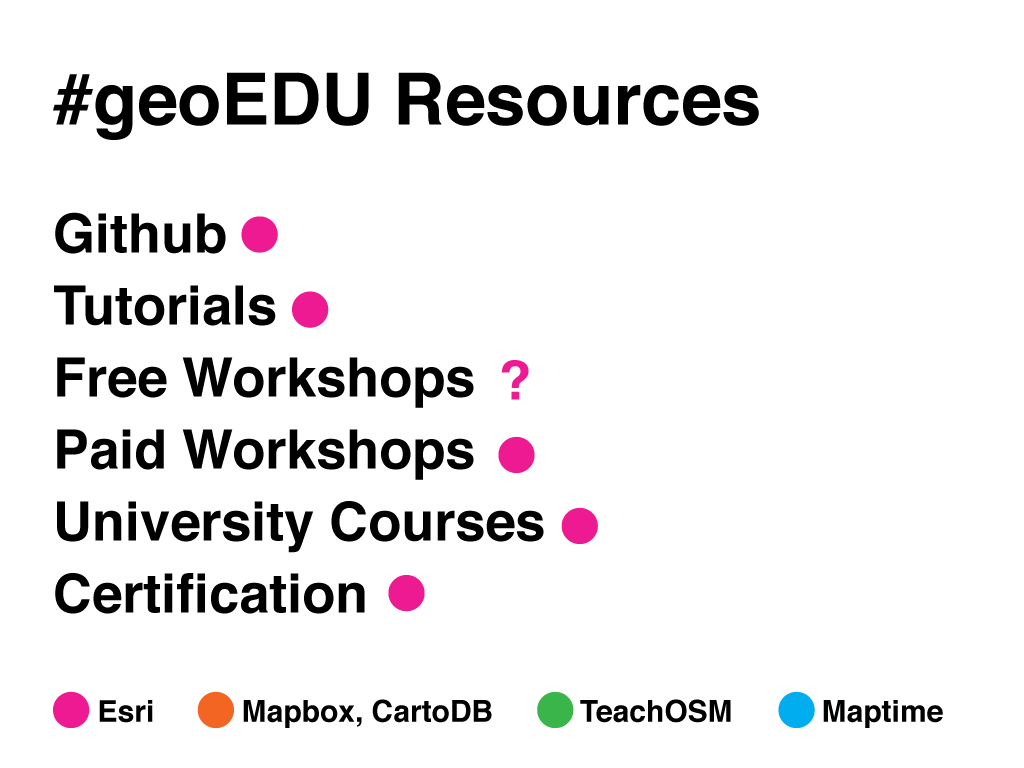 #geoEDU Resources
Github
Tutorials
Free Workshops ?
Paid Workshops
University Courses
Certification
Esri Mapbox, CartoDB TeachOSM Maptime